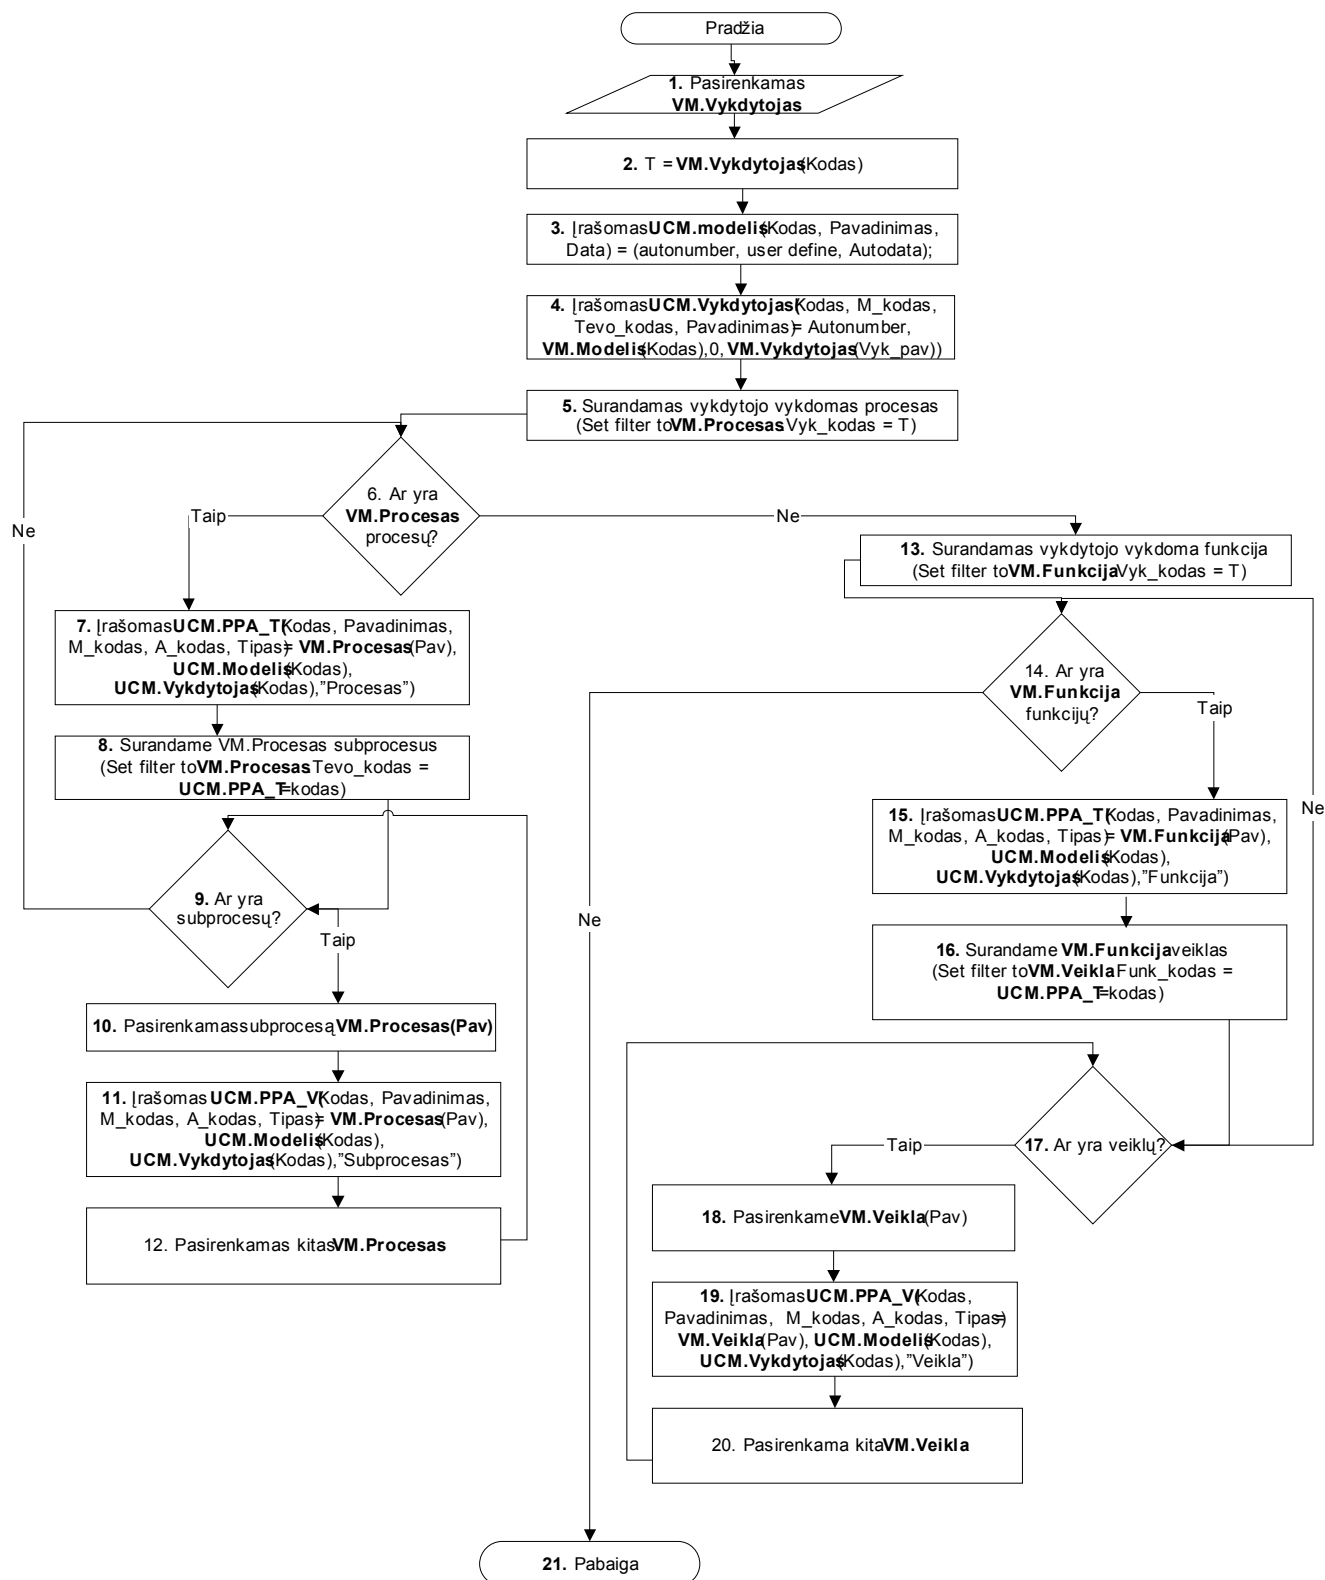 Pradžia
1. Pasirenkamas
VM.Vykdytojas
2. T = VM.Vykdytojas(Kodas)
3. Įrašomas UCM.modelis(Kodas, Pavadinimas,
Data) = (autonumber, user define, Autodata);
4. Įrašomas UCM.Vykdytojas(Kodas, M_kodas,
Tevo_kodas, Pavadinimas)= Autonumber,
VM.Modelis(Kodas),0, VM.Vykdytojas(Vyk_pav))
5. Surandamas vykdytojo vykdomas procesas
(Set filter to VM.Procesas.Vyk_kodas = T)
6. Ar yra
VM.Procesas
procesų?
Taip
Ne
Ne
7. Įrašomas UCM.PPA_T(Kodas, Pavadinimas,
M_kodas, A_kodas, Tipas)= VM.Procesas(Pav),
UCM.Modelis(Kodas),
UCM.Vykdytojas(Kodas),”Procesas”)
8. Surandame VM.Procesas subprocesus
(Set filter to VM.Procesas.Tevo_kodas =
UCM.PPA_T=kodas)
9. Ar yra
subprocesų?
Taip
10. Pasirenkamas subprocesą VM.Procesas(Pav)
11. Įrašomas UCM.PPA_V(Kodas, Pavadinimas,
M_kodas, A_kodas, Tipas)= VM.Procesas(Pav),
UCM.Modelis(Kodas),
UCM.Vykdytojas(Kodas),”Subprocesas”)
12. Pasirenkamas kitas VM.Procesas
13. Surandamas vykdytojo vykdoma funkcija
(Set filter to VM.Funkcija.Vyk_kodas = T)
14. Ar yra
VM.Funkcija
funkcijų?
Taip
Ne
Ne
15. Įrašomas UCM.PPA_T(Kodas, Pavadinimas,
M_kodas, A_kodas, Tipas)= VM.Funkcija(Pav),
UCM.Modelis(Kodas),
UCM.Vykdytojas(Kodas),”Funkcija”)
16. Surandame VM.Funkcija veiklas
(Set filter to VM.Veikla.Funk_kodas =
UCM.PPA_T=kodas)
17. Ar yra veiklų?
Taip
18. Pasirenkame VM.Veikla(Pav)
19. Įrašomas UCM.PPA_V(Kodas,
Pavadinimas, M_kodas, A_kodas, Tipas)=
VM.Veikla(Pav), UCM.Modelis(Kodas),
UCM.Vykdytojas(Kodas),”Veikla”)
20. Pasirenkama kita VM.Veikla
21. Pabaiga